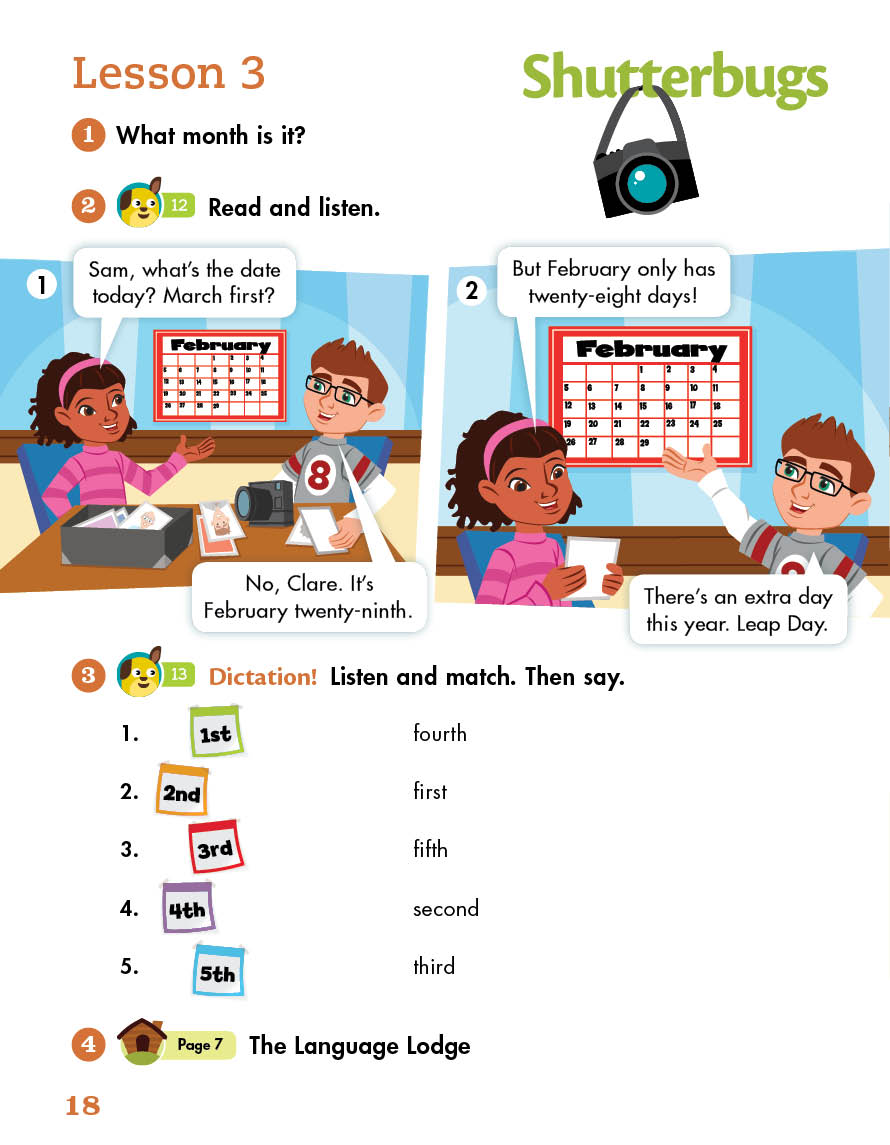 Lesson 3
Shutterbugs
1 What month is it?
2 12 Read and listen.
1
Sam, what's the date
today? March first?
February
1 2 3 4
5 6 7 8 9 10 11
12 13 14 15 16 17 18
19 20 21 22 23 24 25
26 27 28 29
8
No, Clare. It's
February twenty-ninth.
2
But February only has
twenty-eight days!
February
1 2 3 4
5 6 7 8 9 10 11
12 13 14 15 16 17 18
19 20 21 22 23 24 25
26 27 28 29
There's an extra day
this year. Leap Day.
3 13 Dictation! Listen and match. Then say.
1. 1st fourth
2. 2nd first
3. 3rd fifth
4. 4th second
5. 5th third
4 Page 7 The Language Lodge
18